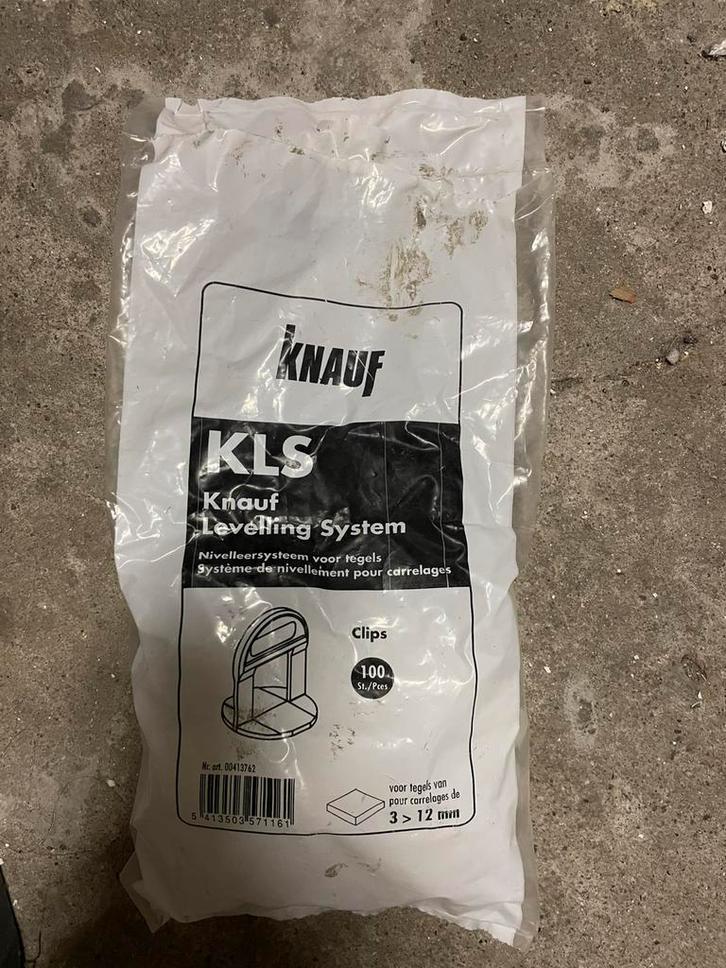 KNAUF
KLS
Knauf
Levelling System
Nivelleersysteem voor tegels
Système de nivellement pour carrelages
Clips
100
St./Pces
Nr. art. 00413762
5 413503 571161
voor tegels van
pour carrelages de
3 > 12 mm